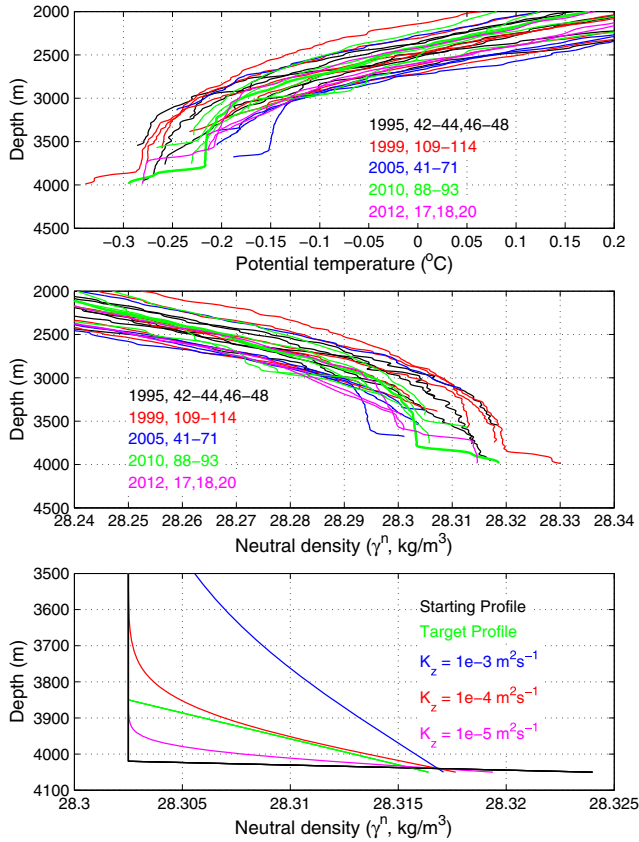 2000
2500
3000
3500
4000
4500
Depth (m)
1995, 42−44,46−48
1999, 109−114
2005, 41−71
2010, 88−93
2012, 17,18,20
−0.3 −0.25 −0.2 −0.15 −0.1 −0.05 0 0.05 0.1 0.15 0.2
Potential temperature (°C)
2000
2500
3000
3500
4000
4500
Depth (m)
1995, 42−44,46−48
1999, 109−114
2005, 41−71
2010, 88−93
2012, 17,18,20
28.24 28.25 28.26 28.27 28.28 28.29 28.3 28.31 28.32 28.33 28.34
Neutral density (γⁿ, kg/m³)
3500
3600
3700
3800
3900
4000
4100
Depth (m)
Starting Profile
Target Profile
K_z = 1e−3 m²s⁻¹
K_z = 1e−4 m²s⁻¹
K_z = 1e−5 m²s⁻¹
28.3 28.305 28.31 28.315 28.32 28.325
Neutral density (γⁿ, kg/m³)